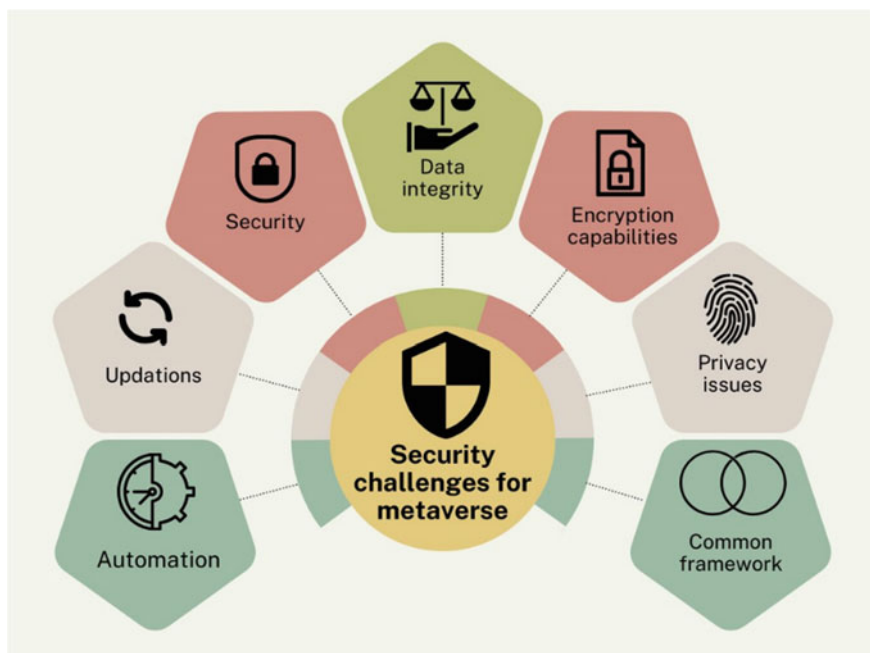 Data
integrity
Security
Encryption
capabilities
Updations
Privacy
issues
Security
challenges for
metaverse
Automation
Common
framework